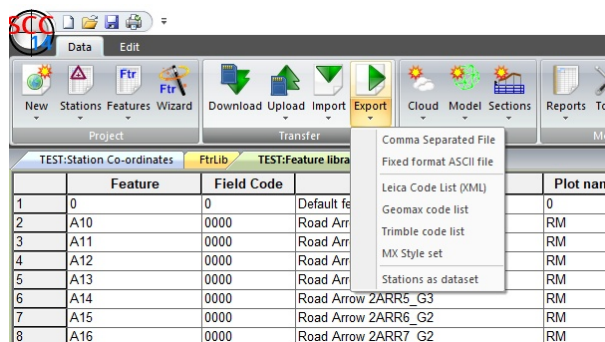 SCC
14
Data Edit
New Stations Features Wizard Download Upload Import Export Cloud Model Sections Reports
Ftr
Ftr
Project Transfer
TEST:Station Co-ordinates FtrLib TEST:Feature libra
Comma Separated File
Fixed format ASCII file
Leica Code List (XML)
Geomax code list
Trimble code list
MX Style set
Stations as dataset
Feature Field Code Plot nam
1 0 0 Default fe 0
2 A10 0000 Road Arr RM
3 A11 0000 Road Arr RM
4 A12 0000 Road Arr RM
5 A13 0000 Road Arr RM
6 A14 0000 Road Arrow 2ARR5_G3 RM
7 A15 0000 Road Arrow 2ARR6_G2 RM
8 A16 0000 Road Arrow 2ARR7 G2 RM